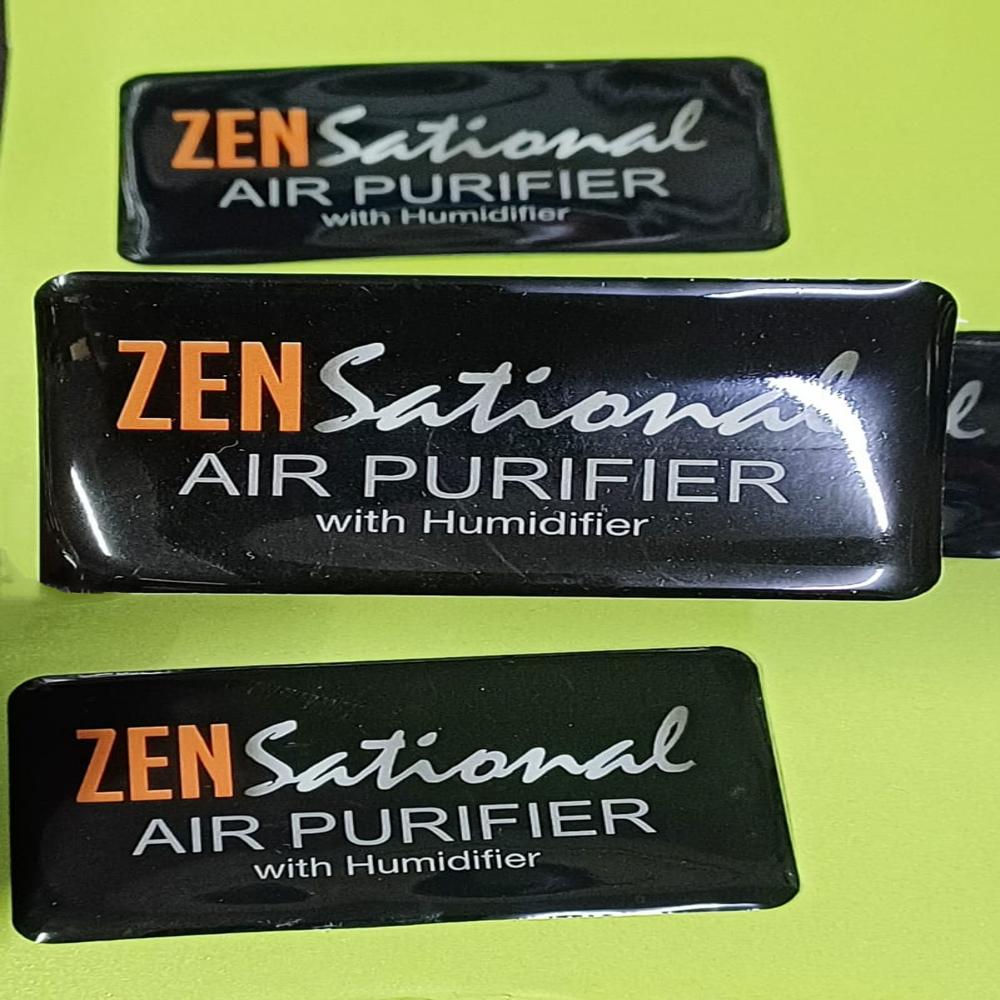 ZENSational
AIR PURIFIER
with Humidifier
ZENSational
AIR PURIFIER
with Humidifier
ZENSational
AIR PURIFIER
with Humidifier